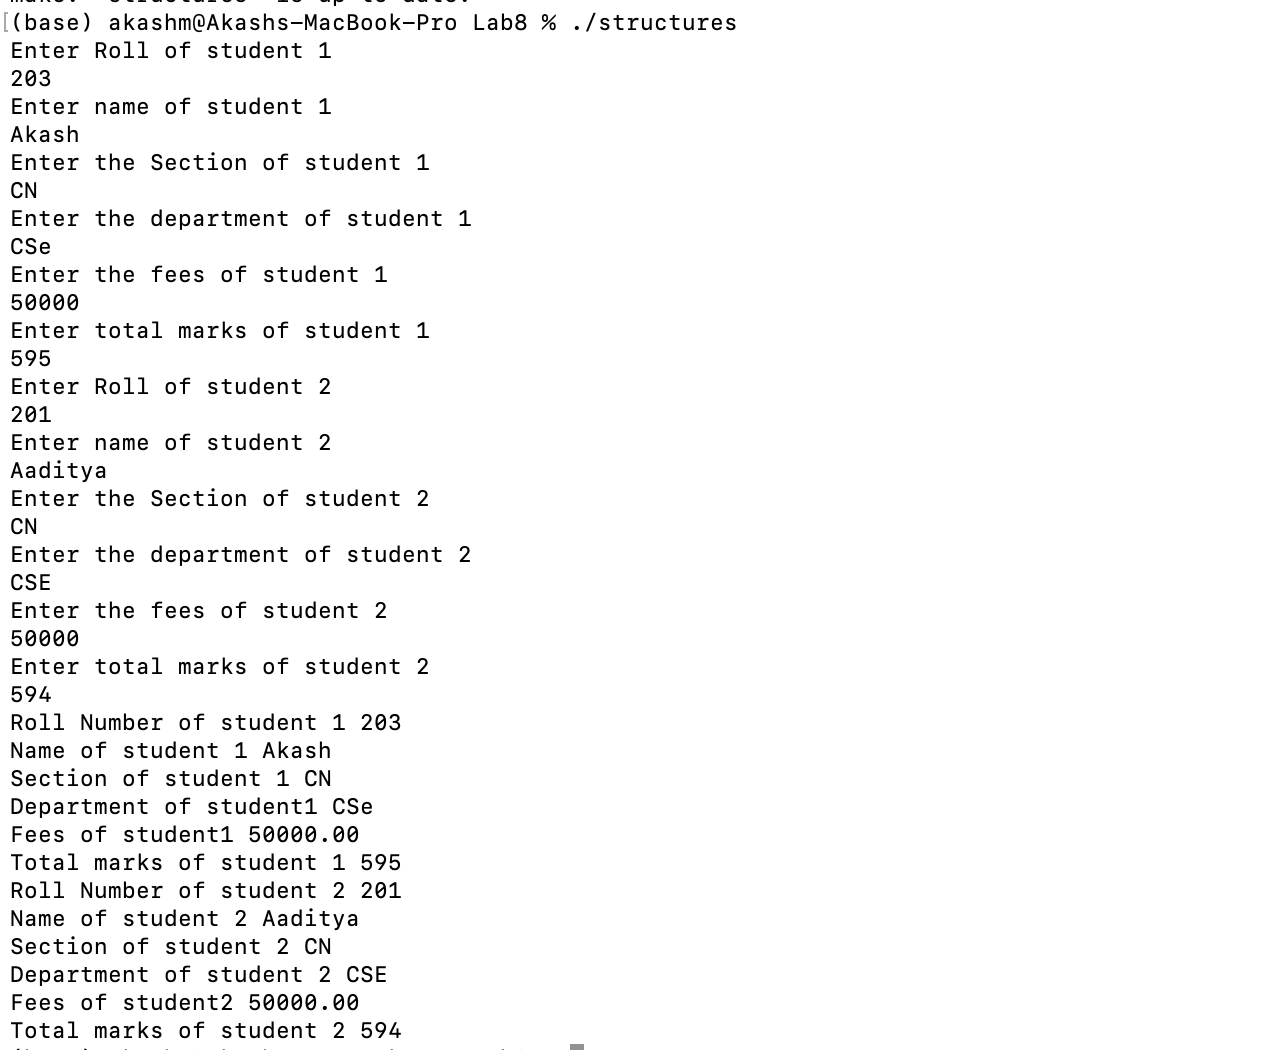 (base) akashm@Akashs-MacBook-Pro Lab8 % ./structures
Enter Roll of student 1
203
Enter name of student 1
Akash
Enter the Section of student 1
CN
Enter the department of student 1
CSe
Enter the fees of student 1
50000
Enter total marks of student 1
595
Enter Roll of student 2
201
Enter name of student 2
Aaditya
Enter the Section of student 2
CN
Enter the department of student 2
CSE
Enter the fees of student 2
50000
Enter total marks of student 2
594
Roll Number of student 1 203
Name of student 1 Akash
Section of student 1 CN
Department of student1 CSe
Fees of student1 50000.00
Total marks of student 1 595
Roll Number of student 2 201
Name of student 2 Aaditya
Section of student 2 CN
Department of student 2 CSE
Fees of student2 50000.00
Total marks of student 2 594